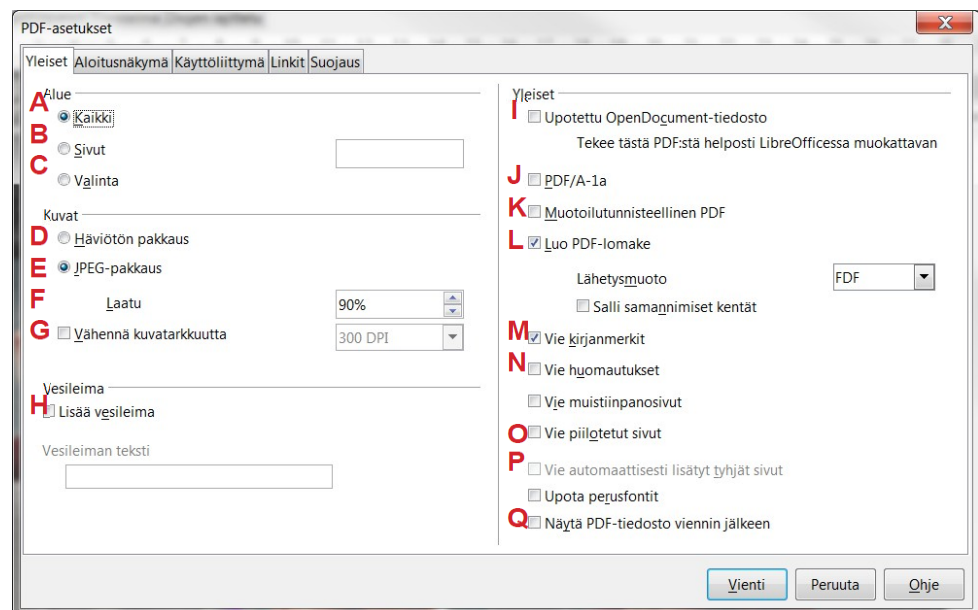 PDF-asetukset
X
Yleiset Aloitusnäkymä Käyttöliittymä Linkit Suojaus
Alue
A
Kaikki
B
Sivut
C
Valinta
Kuvat
D Häviötön pakkaus
E JPEG-pakkaus
F Laatu 90%
G Vähennä kuvatarkkuutta 300 DPI
Vesileima
H Lisää vesileima
Vesileiman teksti
Yleiset
I Upotettu OpenDocument-tiedosto
Tekee tästä PDF:stä helposti LibreOfficessa muokattavan
J PDF/A-1a
K Muotoilutunnisteellinen PDF
L Luo PDF-lomake
Lähetysmuoto FDF
Salli samannimiset kentät
M Vie kirjanmerkit
N Vie huomautukset
Vie muistiinpanosivut
O Vie piilotetut sivut
P Vie automaattisesti lisätyt tyhjät sivut
Upota perusfontit
Q Näytä PDF-tiedosto viennin jälkeen
Vienti Peruuta Ohje